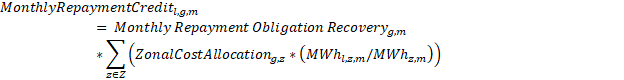 MonthlyRepaymentCredit_{l,g,m}
= Monthly Repayment Obligation Recovery_{g,m}
* ∑_{z∈Z} (ZonalCostAllocation_{g,z} * (MWh_{l,z,m}/MWh_{z,m}))